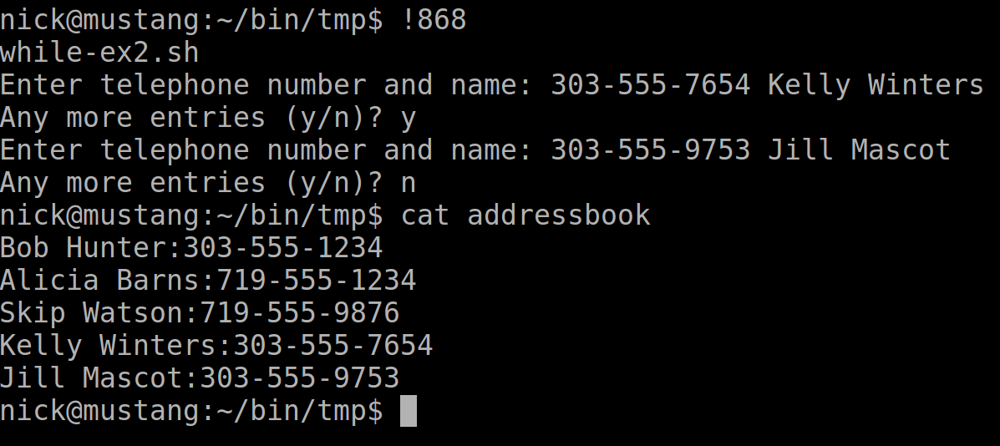 nick@mustang:~/bin/tmp$ !868
while-ex2.sh
Enter telephone number and name: 303-555-7654 Kelly Winters
Any more entries (y/n)? y
Enter telephone number and name: 303-555-9753 Jill Mascot
Any more entries (y/n)? n
nick@mustang:~/bin/tmp$ cat addressbook
Bob Hunter:303-555-1234
Alicia Barns:719-555-1234
Skip Watson:719-555-9876
Kelly Winters:303-555-7654
Jill Mascot:303-555-9753
nick@mustang:~/bin/tmp$